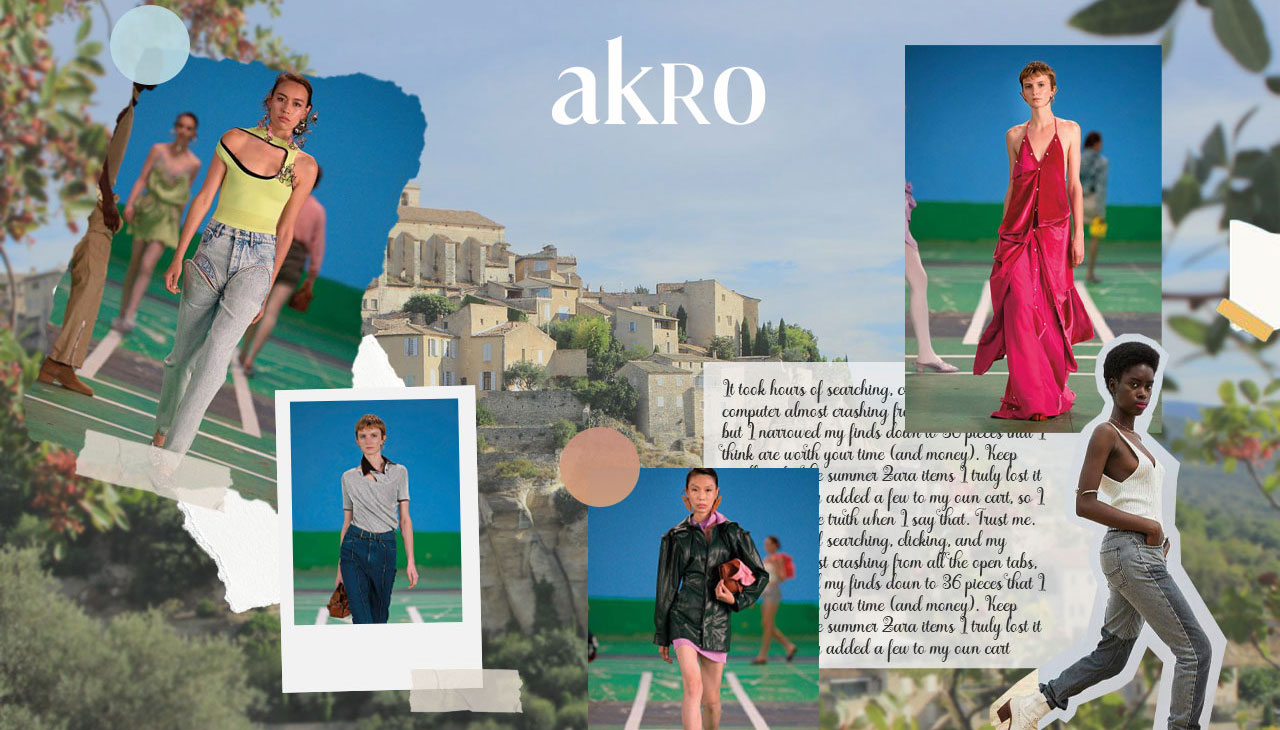 akro
It took hours of searching,
computer almost crashing
but I narrowed my finds down to 36 pieces that I
think are worth your time (and money). Keep
summer Zara items I truly lost it
added a few to my own cart, so I
truth when I say that. Trust me.
searching, clicking, and my
crashing from all the open tabs,
my finds down to 36 pieces that I
your time (and money). Keep
summer Zara items I truly lost it
added a few to my own cart